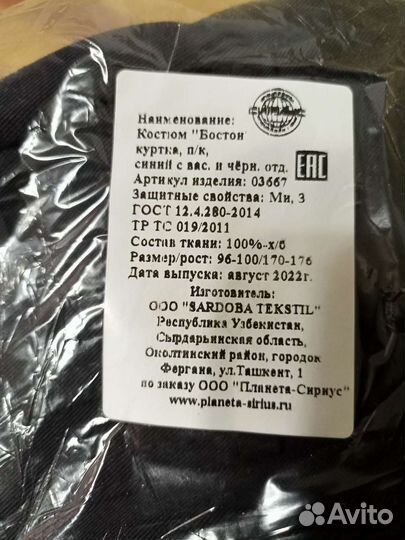 Наименование:
Костюм "Бостон
куртка, п/к,
синий с вас. и чёрн. отд.
Артикул изделия: 03667
Защитные свойства: Ми, З
ГОСТ 12.4.280-2014
ТР ТС 019/2011
Состав ткани: 100%-х/б
Размер/рост: 96-100/170-176
Дата выпуска: август 2022г.
Изготовитель:
ООО "SARDOBA TEKSTIL"
Республика Узбекистан,
Сырдарьинская область,
Околтинский район, городок
Фергана, ул.Ташкент, 1
по заказу ООО "Планета-Сириус"
www.planeta-sirius.ru
EAC
Avito